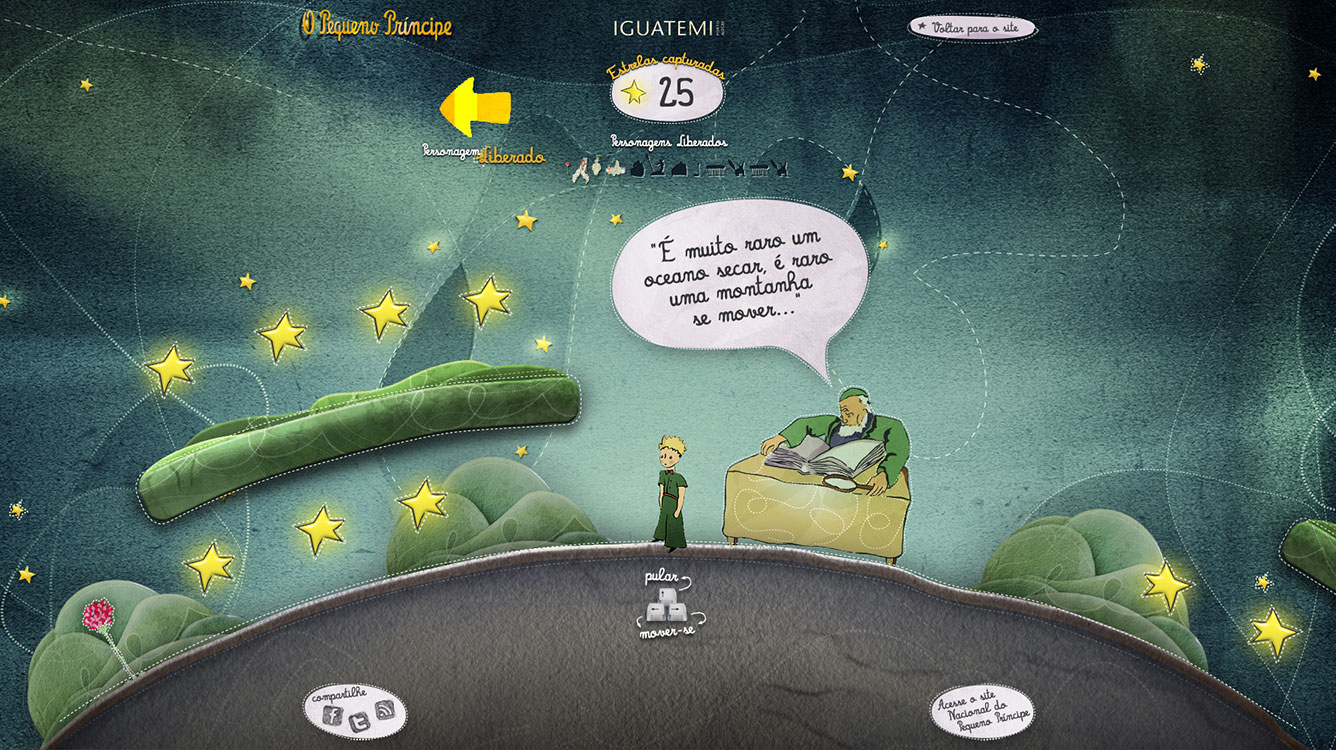 O Pequeno Príncipe
IGUATEMI
Voltar para o site
Estrelas capturadas
25
Personagem Liberado
Personagens Liberados
"É muito raro um
oceano secar, é raro
uma montanha
se mover..."
pular
mover-se
compartilhe
Acesse o site
Nacional do
Pequeno Príncipe